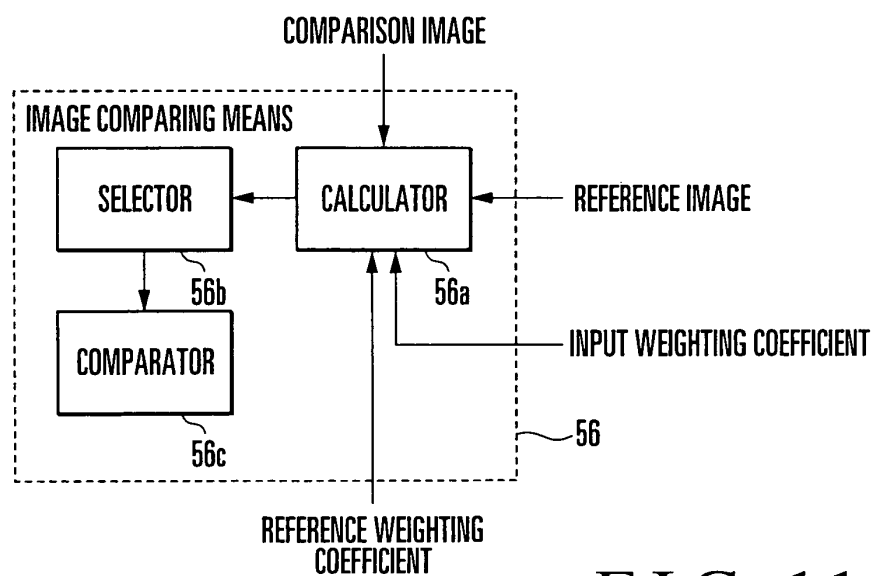 COMPARISON IMAGE
IMAGE COMPARING MEANS
SELECTOR
CALCULATOR
REFERENCE IMAGE
56b
56a
COMPARATOR
INPUT WEIGHTING COEFFICIENT
56c
56
REFERENCE WEIGHTING
COEFFICIENT